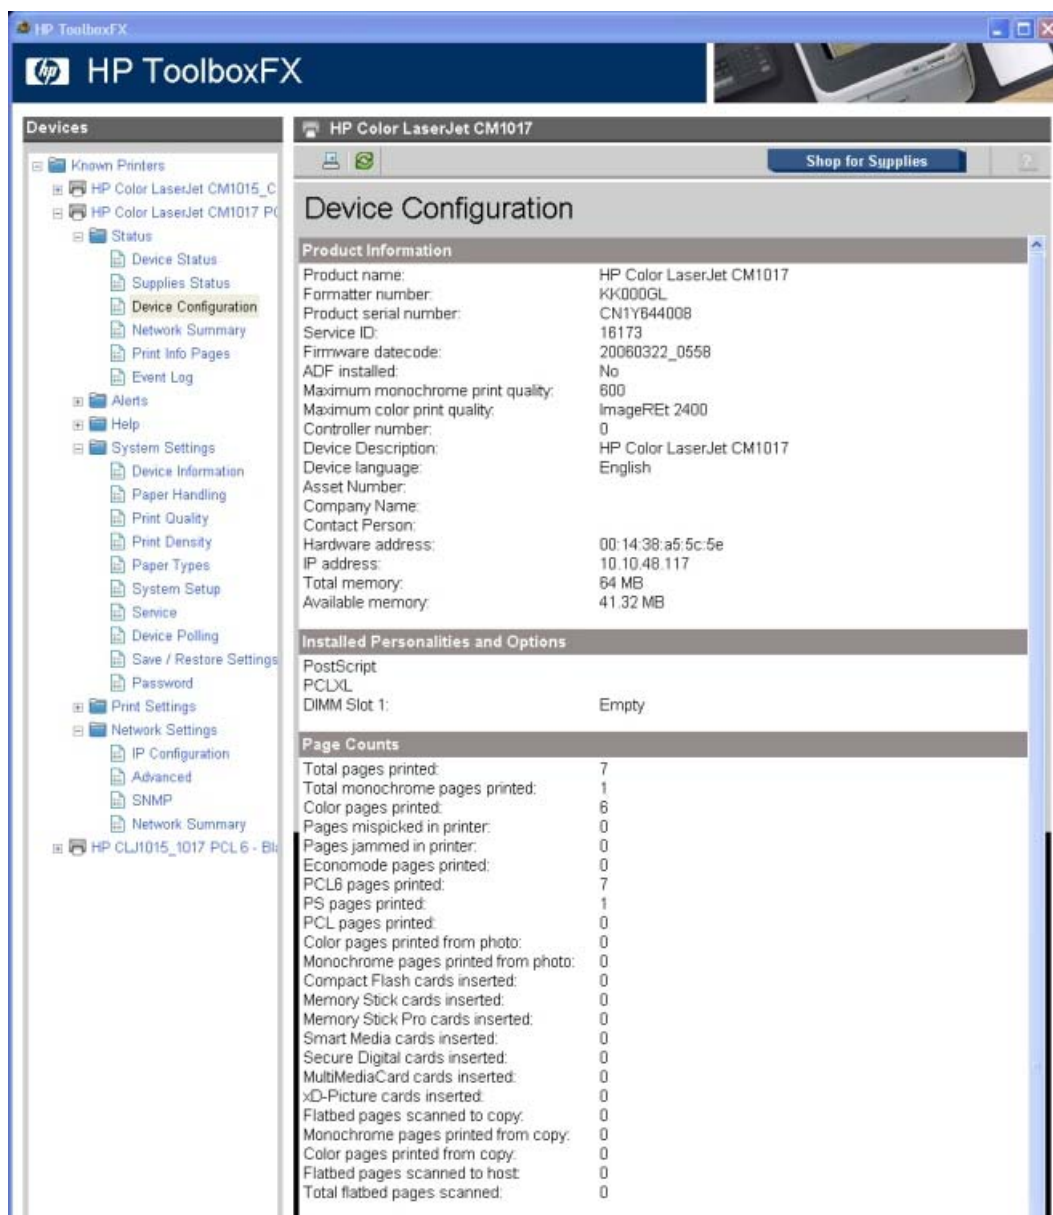 HP ToolboxFX
hp HP ToolboxFX
Devices
Known Printers
HP Color LaserJet CM1015_C
HP Color LaserJet CM1017 P
Status
Device Status
Supplies Status
Device Configuration
Network Summary
Print Info Pages
Event Log
Alerts
Help
System Settings
Device Information
Paper Handling
Print Quality
Print Density
Paper Types
System Setup
Service
Device Polling
Save / Restore Settings
Password
Print Settings
Network Settings
IP Configuration
Advanced
SNMP
Network Summary
HP CLJ1015_1017 PCL 6 - Bl
HP Color LaserJet CM1017
Shop for Supplies ?
Device Configuration
Product Information
Product name: HP Color LaserJet CM1017
Formatter number: KK000GL
Product serial number: CN1Y644008
Service ID: 16173
Firmware datecode: 20060322_0558
ADF installed: No
Maximum monochrome print quality: 600
Maximum color print quality: ImageREt 2400
Controller number: 0
Device Description: HP Color LaserJet CM1017
Device language: English
Asset Number:
Company Name:
Contact Person:
Hardware address: 00:14:38:a5:5c:5e
IP address: 10.10.48.117
Total memory: 64 MB
Available memory: 41.32 MB
Installed Personalities and Options
PostScript
PCLXL
DIMM Slot 1: Empty
Page Counts
Total pages printed: 7
Total monochrome pages printed: 1
Color pages printed: 6
Pages mispicked in printer: 0
Pages jammed in printer: 0
Economode pages printed: 0
PCL6 pages printed: 7
PS pages printed: 1
PCL pages printed: 0
Color pages printed from photo: 0
Monochrome pages printed from photo: 0
Compact Flash cards inserted: 0
Memory Stick cards inserted: 0
Memory Stick Pro cards inserted: 0
Smart Media cards inserted: 0
Secure Digital cards inserted: 0
MultiMediaCard cards inserted: 0
xD-Picture cards inserted: 0
Flatbed pages scanned to copy: 0
Monochrome pages printed from copy: 0
Color pages printed from copy: 0
Flatbed pages scanned to host: 0
Total flatbed pages scanned: 0